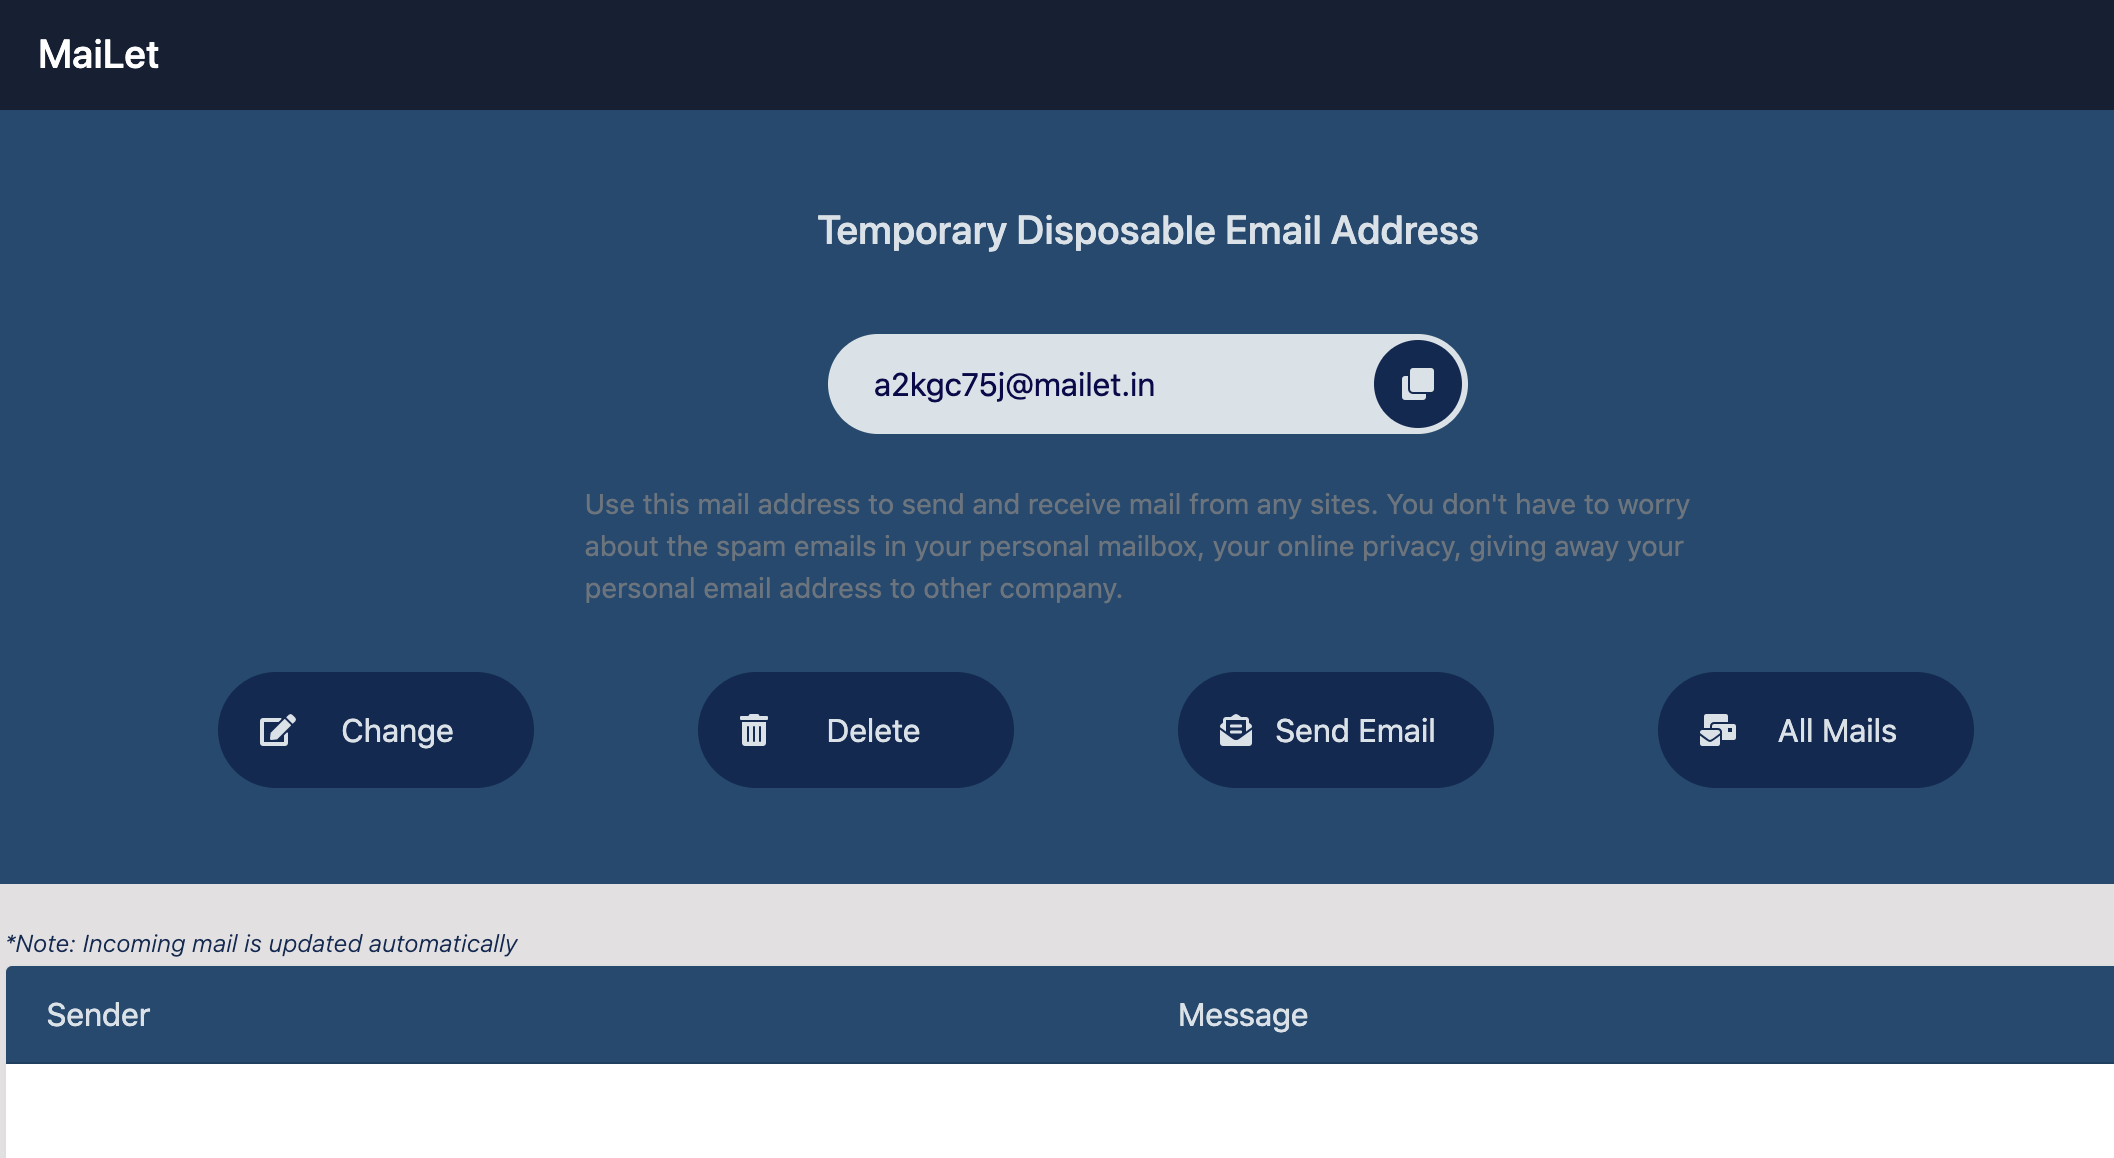 MaiLet
Temporary Disposable Email Address
a2kgc75j@mailet.in
Use this mail address to send and receive mail from any sites. You don't have to worry
about the spam emails in your personal mailbox, your online privacy, giving away your
personal email address to other company.
Change
Delete
Send Email
All Mails
*Note: Incoming mail is updated automatically
Sender
Message